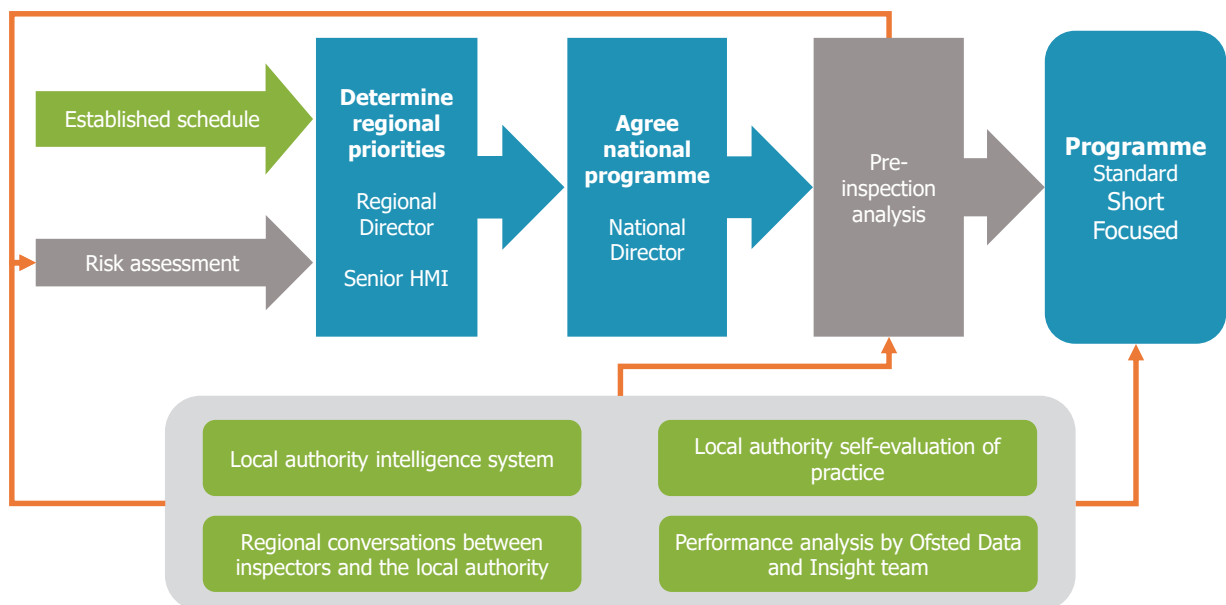 Established schedule
Risk assessment
Determine
regional
priorities
Regional
Director
Senior HMI
Agree
national
programme
National
Director
Pre-
inspection
analysis
Programme
Standard
Short
Focused
Local authority intelligence system
Local authority self-evaluation of
practice
Regional conversations between
inspectors and the local authority
Performance analysis by Ofsted Data
and Insight team